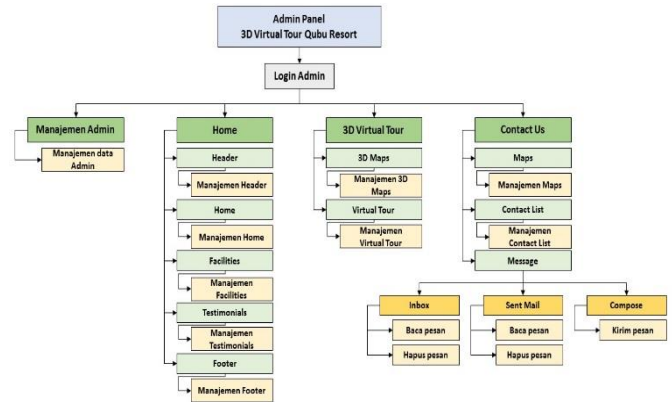 Admin Panel
3D Virtual Tour Qubu Resort
Login Admin
Manajemen Admin
Manajemen data
Admin
Home
Header
Manajemen Header
Home
Manajemen Home
Facilities
Manajemen
Facilities
Testimonials
Manajemen
Testimonials
Footer
Manajemen Footer
3D Virtual Tour
3D Maps
Manajemen 3D
Maps
Virtual Tour
Manajemen
Virtual Tour
Contact Us
Maps
Manajemen Maps
Contact List
Manajemen
Contact List
Message
Inbox
Baca pesan
Hapus pesan
Sent Mail
Baca pesan
Hapus pesan
Compose
Kirim pesan